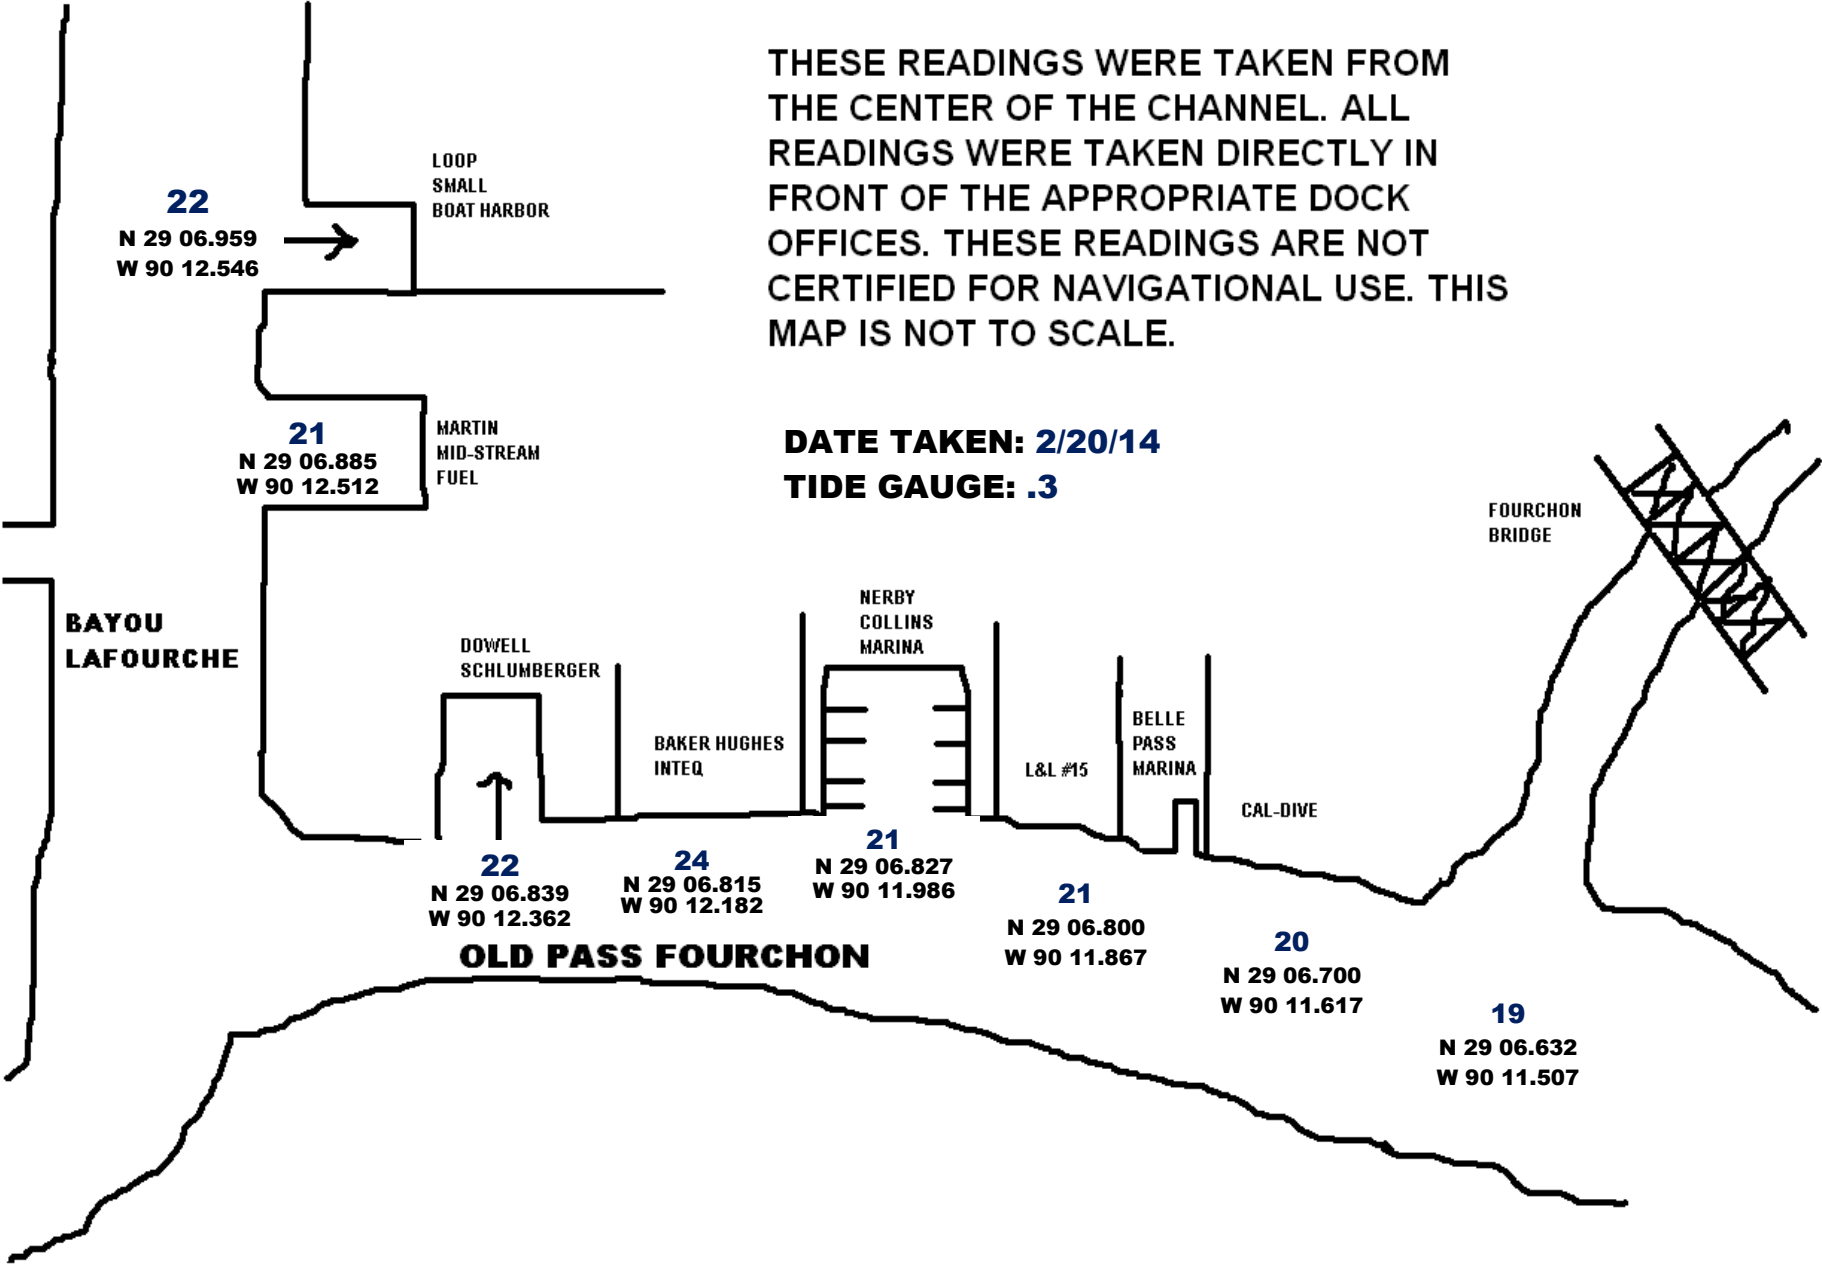 THESE READINGS WERE TAKEN FROM
THE CENTER OF THE CHANNEL. ALL
READINGS WERE TAKEN DIRECTLY IN
FRONT OF THE APPROPRIATE DOCK
OFFICES. THESE READINGS ARE NOT
CERTIFIED FOR NAVIGATIONAL USE. THIS
MAP IS NOT TO SCALE.
LOOP
SMALL
BOAT HARBOR
22
N 29 06.959
W 90 12.546
21
N 29 06.885
W 90 12.512
MARTIN
MID-STREAM
FUEL
DATE TAKEN: 2/20/14
TIDE GAUGE: .3
FOURCHON
BRIDGE
BAYOU
LAFOURCHE
DOWELL
SCHLUMBERGER
BAKER HUGHES
INTEQ
NERBY
COLLINS
MARINA
L&L #15
BELLE
PASS
MARINA
CAL-DIVE
22
N 29 06.839
W 90 12.362
24
N 29 06.815
W 90 12.182
21
N 29 06.827
W 90 11.986
21
N 29 06.800
W 90 11.867
20
N 29 06.700
W 90 11.617
19
N 29 06.632
W 90 11.507
OLD PASS FOURCHON